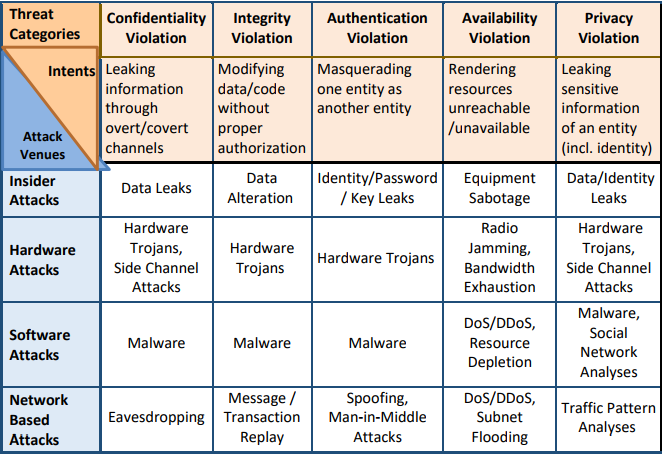 Threat
Categories
Confidentiality
Violation
Integrity
Violation
Authentication
Violation
Availability
Violation
Privacy
Violation
Intents
Attack
Venues
Leaking
information
through
overt/covert
channels
Modifying
data/code
without
proper
authorization
Masquerading
one entity as
another entity
Rendering
resources
unreachable
/unavailable
Leaking
sensitive
information
of an entity
(incl. identity)
Insider
Attacks
Data Leaks
Data
Alteration
Identity/Password
/ Key Leaks
Equipment
Sabotage
Data/Identity
Leaks
Hardware
Attacks
Hardware
Trojans,
Side Channel
Attacks
Hardware
Trojans
Hardware Trojans
Radio
Jamming,
Bandwidth
Exhaustion
Hardware
Trojans,
Side Channel
Attacks
Software
Attacks
Malware
Malware
Malware
DoS/DDoS,
Resource
Depletion
Malware,
Social
Network
Analyses
Network
Based
Attacks
Eavesdropping
Message /
Transaction
Replay
Spoofing,
Man-in-Middle
Attacks
DoS/DDoS,
Subnet
Flooding
Traffic Pattern
Analyses